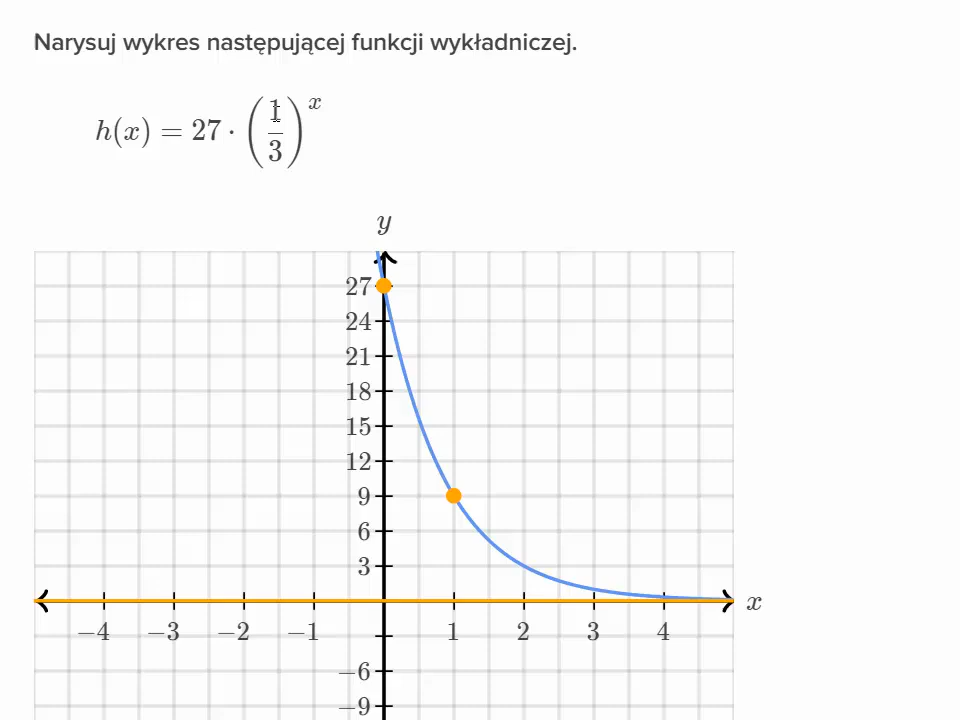 Narysuj wykres następującej funkcji wykładniczej.
h(x) = 27 · (1/3)^x
y
27
24
21
18
15
12
9
6
3
x
−4 −3 −2 −1 1 2 3 4
−6
−9